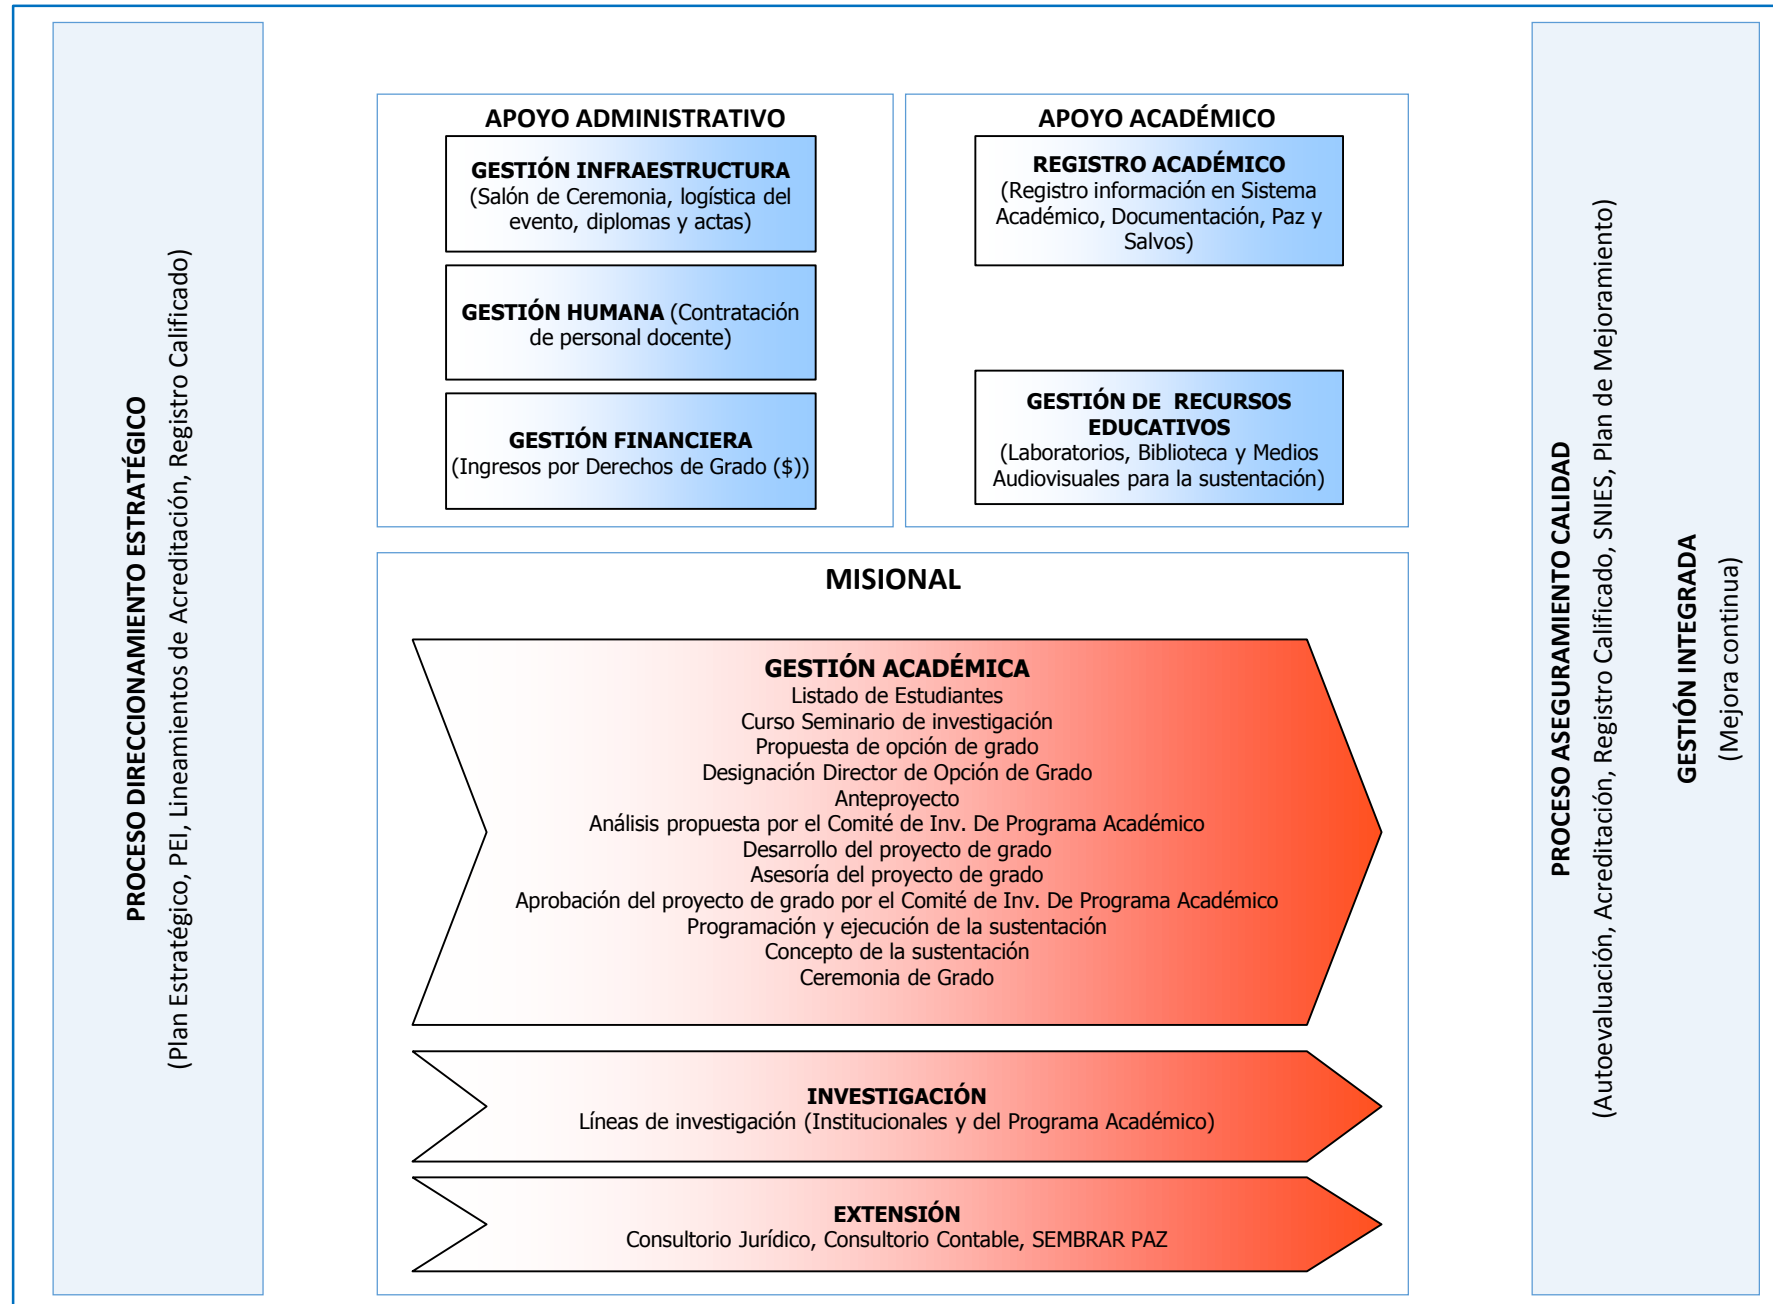 PROCESO DIRECCIONAMIENTO ESTRATÉGICO
(Plan Estratégico, PEI, Lineamientos de Acreditación, Registro Calificado)
APOYO ADMINISTRATIVO
GESTIÓN INFRAESTRUCTURA
(Salón de Ceremonia, logística del
evento, diplomas y actas)
GESTIÓN HUMANA (Contratación
de personal docente)
GESTIÓN FINANCIERA
(Ingresos por Derechos de Grado ($))
APOYO ACADÉMICO
REGISTRO ACADÉMICO
(Registro información en Sistema
Académico, Documentación, Paz y
Salvos)
GESTIÓN DE  RECURSOS
EDUCATIVOS
(Laboratorios, Biblioteca y Medios
Audiovisuales para la sustentación)
MISIONAL
GESTIÓN ACADÉMICA
Listado de Estudiantes
Curso Seminario de investigación
Propuesta de opción de grado
Designación Director de Opción de Grado
Anteproyecto
Análisis propuesta por el Comité de Inv. De Programa Académico
Desarrollo del proyecto de grado
Asesoría del proyecto de grado
Aprobación del proyecto de grado por el Comité de Inv. De Programa Académico
Programación y ejecución de la sustentación
Concepto de la sustentación
Ceremonia de Grado
INVESTIGACIÓN
Líneas de investigación (Institucionales y del Programa Académico)
EXTENSIÓN
Consultorio Jurídico, Consultorio Contable, SEMBRAR PAZ
PROCESO ASEGURAMIENTO CALIDAD
(Autoevaluación, Acreditación, Registro Calificado, SNIES, Plan de Mejoramiento)
GESTIÓN INTEGRADA
(Mejora continua)